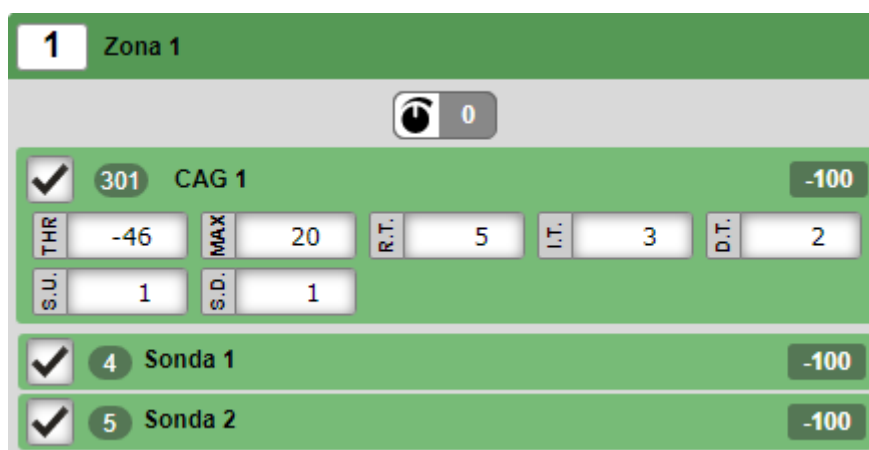 1 Zona 1
0
301 CAG 1 -100
THR -46 MAX 20 R.T. 5 I.T. 3 D.T. 2
S.U. 1 S.D. 1
4 Sonda 1 -100
5 Sonda 2 -100